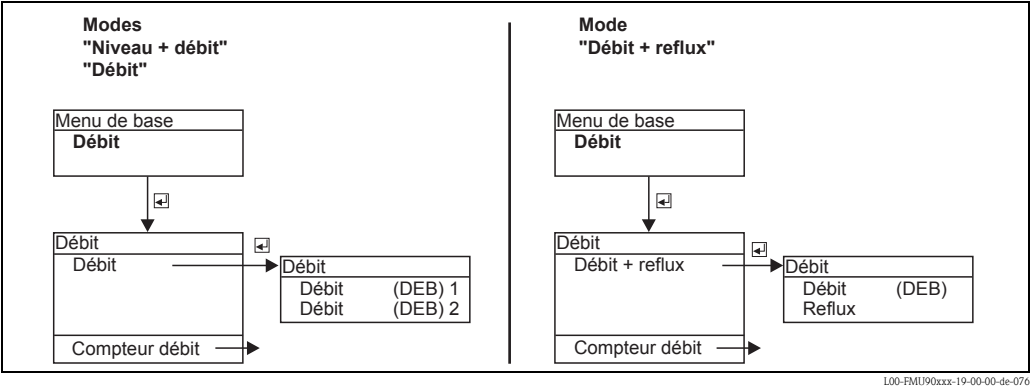 Modes
"Niveau + débit"
"Débit"
Menu de base
Débit
Débit
Débit
Compteur débit
Débit
Débit (DEB) 1
Débit (DEB) 2
Mode
"Débit + reflux"
Menu de base
Débit
Débit
Débit + reflux
Compteur débit
Débit
Débit (DEB)
Reflux
L00-FMU90xxx-19-00-00-de-076